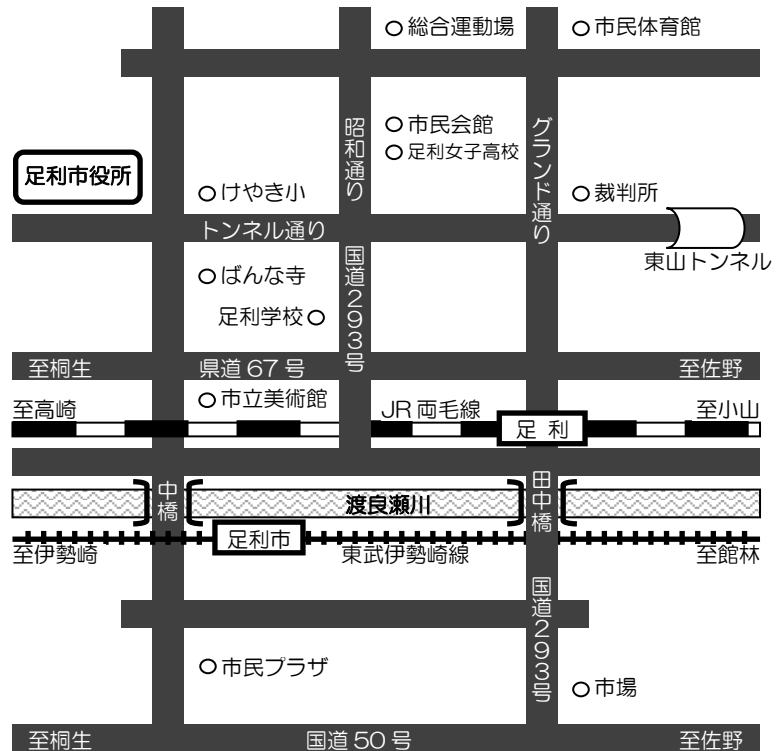 総合運動場
市民体育館
昭和通り
市民会館
足利女子高校
グランド通り
足利市役所
けやき小
裁判所
トンネル通り
東山トンネル
国道293号
ばんな寺
足利学校
至桐生
県道67号
至佐野
市立美術館
至高崎
JR両毛線
至小山
足利
中橋
渡良瀬川
田中橋
足利市
至伊勢崎
東武伊勢崎線
至館林
国道293号
市民プラザ
市場
至桐生
国道50号
至佐野